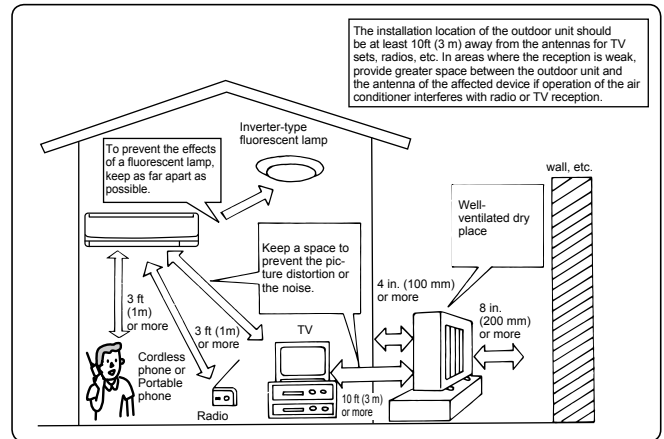 The installation location of the outdoor unit should
be at least 10ft (3 m) away from the antennas for TV
sets, radios, etc. In areas where the reception is weak,
provide greater space between the outdoor unit and
the antenna of the affected device if operation of the air
conditioner interferes with radio or TV reception.
Inverter-type
fluorescent lamp
To prevent the effects
of a fluorescent lamp,
keep as far apart as
possible.
wall, etc.
Well-
ventilated dry
place
Keep a space to
prevent the pic-
ture distortion or
the noise.
4 in. (100 mm)
or more
8 in.
(200 mm)
or more
3 ft
(1m)
or more
3 ft (1m)
or more
TV
Cordless
phone or
Portable
phone
Radio
10 ft (3 m)
or more